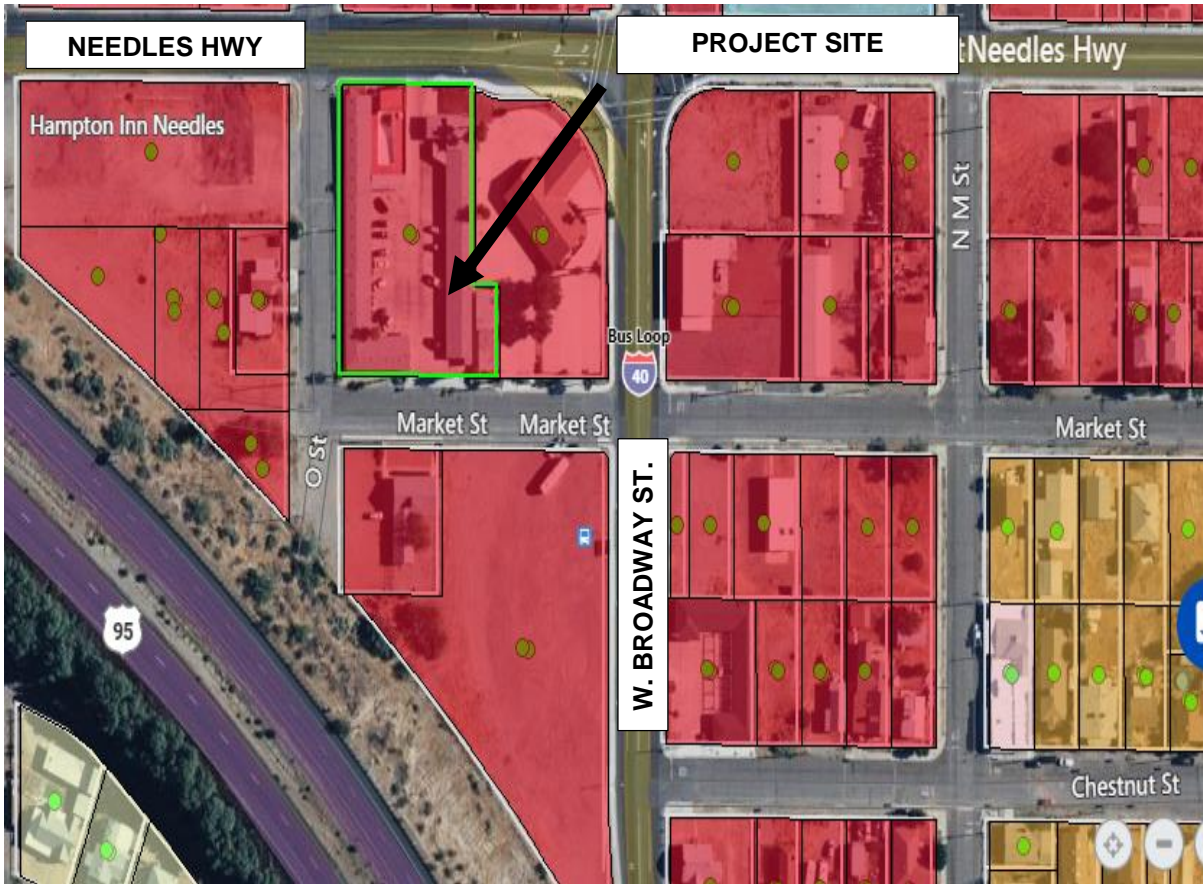 NEEDLES HWY
PROJECT SITE
Needles Hwy
Hampton Inn Needles
N M St
Bus Loop
40
Market St
Market St
Market St
O St
W. BROADWAY ST.
95
Chestnut St